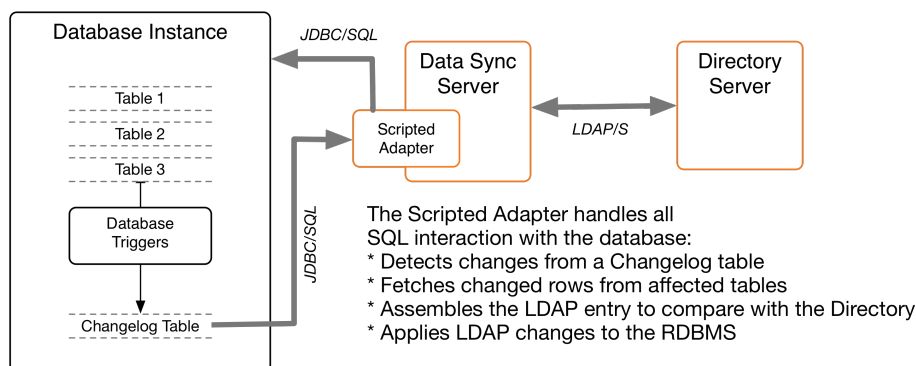 Database Instance
Table 1
Table 2
Table 3
Database
Triggers
Changelog Table
JDBC/SQL
JDBC/SQL
Data Sync
Server
Scripted
Adapter
LDAP/S
Directory
Server
The Scripted Adapter handles all
SQL interaction with the database:
* Detects changes from a Changelog table
* Fetches changed rows from affected tables
* Assembles the LDAP entry to compare with the Directory
* Applies LDAP changes to the RDBMS